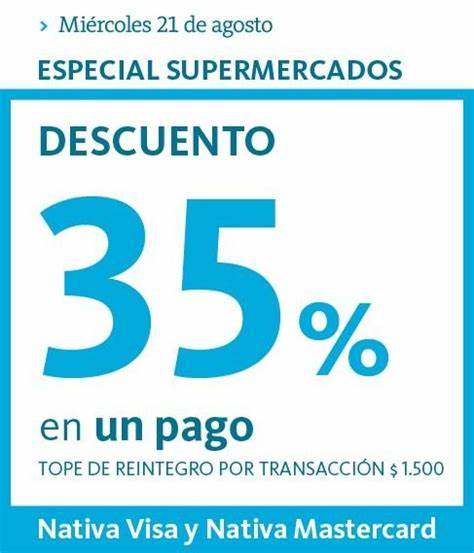 > Miércoles 21 de agosto
ESPECIAL SUPERMERCADOS
DESCUENTO
35%
en un pago
TOPE DE REINTEGRO POR TRANSACCIÓN $ 1.500
Nativa Visa y Nativa Mastercard